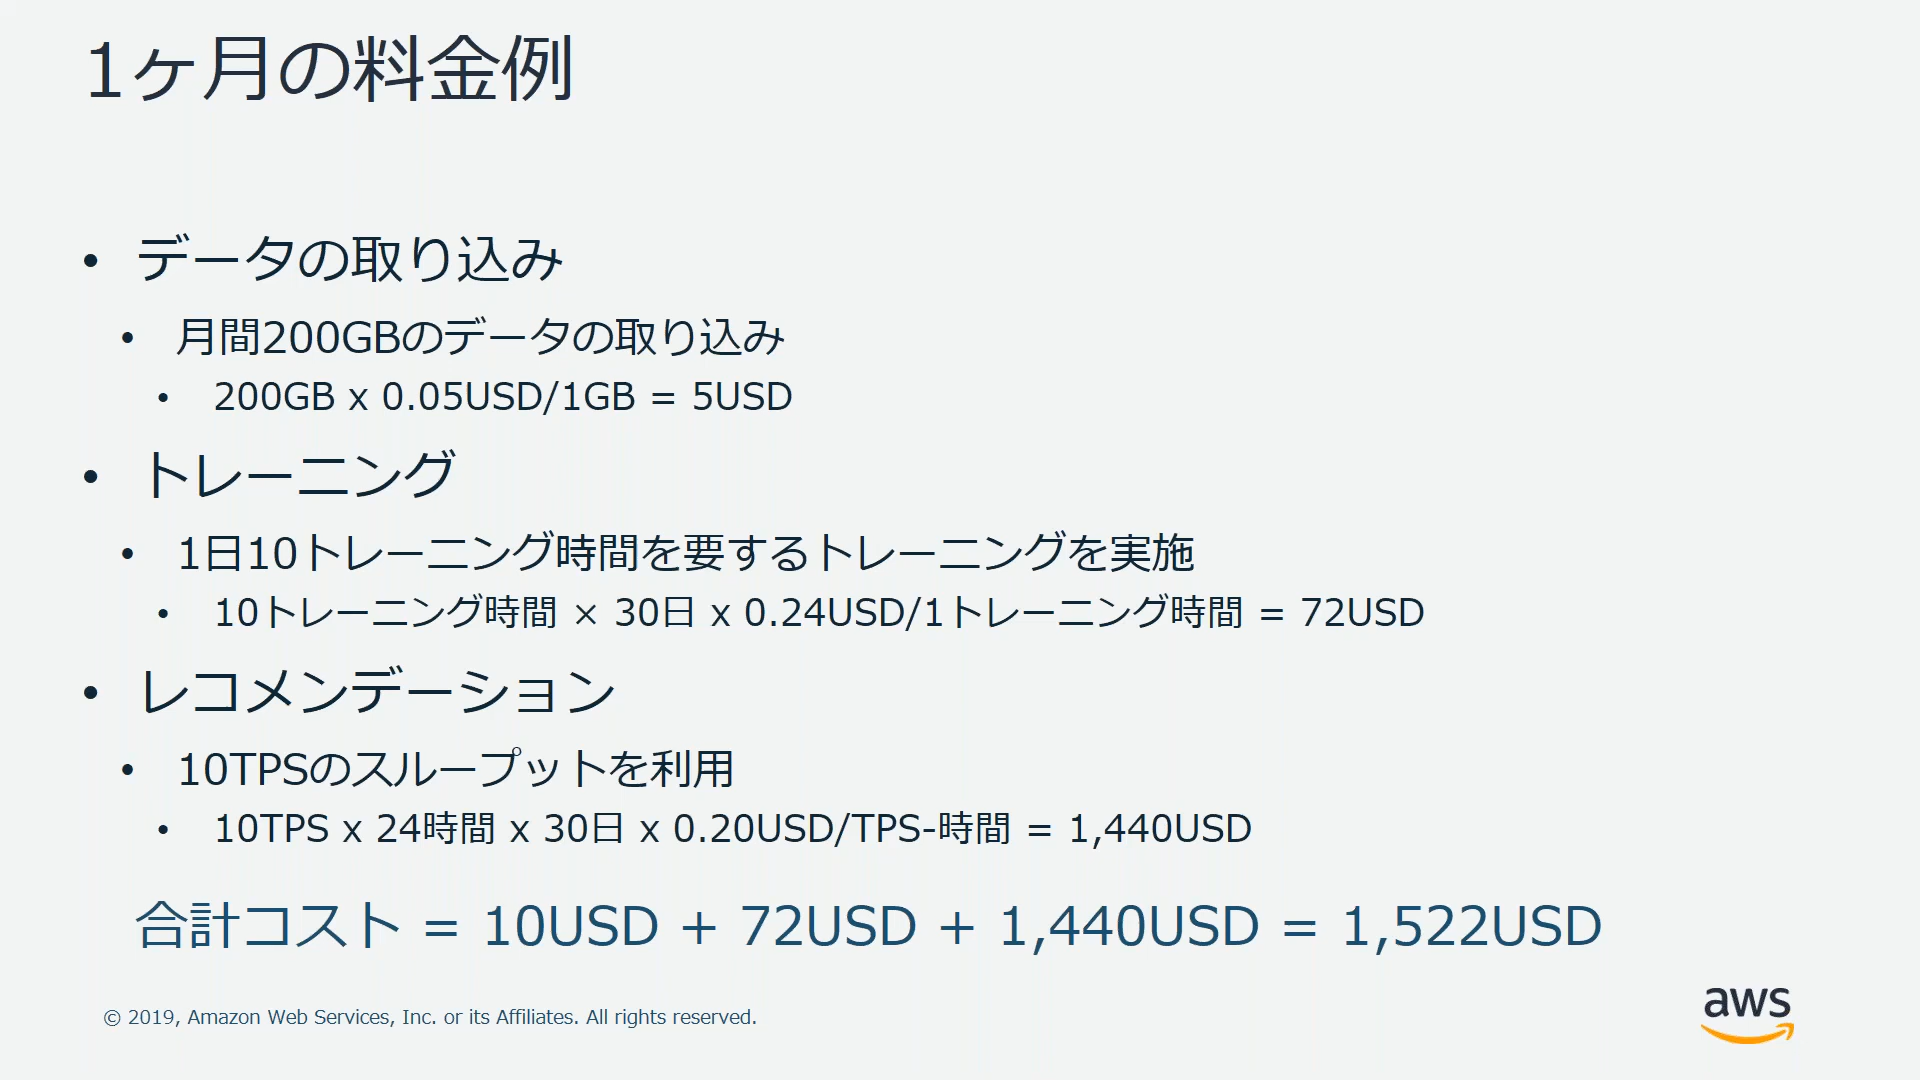 1ヶ月の料金例
• データの取り込み
• 月間200GBのデータの取り込み
• 200GB x 0.05USD/1GB = 5USD
• トレーニング
• 1日10トレーニング時間を要するトレーニングを実施
• 10トレーニング時間 × 30日 x 0.24USD/1トレーニング時間 = 72USD
• レコメンデーション
• 10TPSのスループットを利用
• 10TPS x 24時間 x 30日 x 0.20USD/TPS-時間 = 1,440USD
合計コスト = 10USD + 72USD + 1,440USD = 1,522USD
© 2019, Amazon Web Services, Inc. or its Affiliates. All rights reserved.
aws